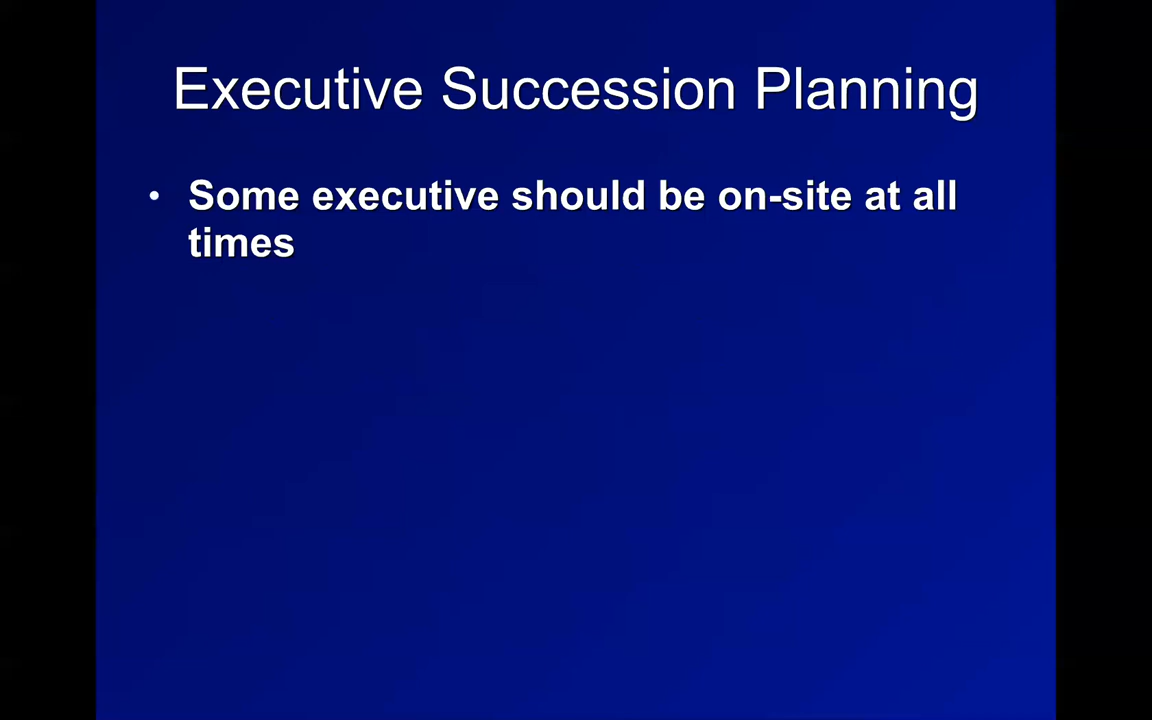 Executive Succession Planning
• Some executive should be on-site at all
times